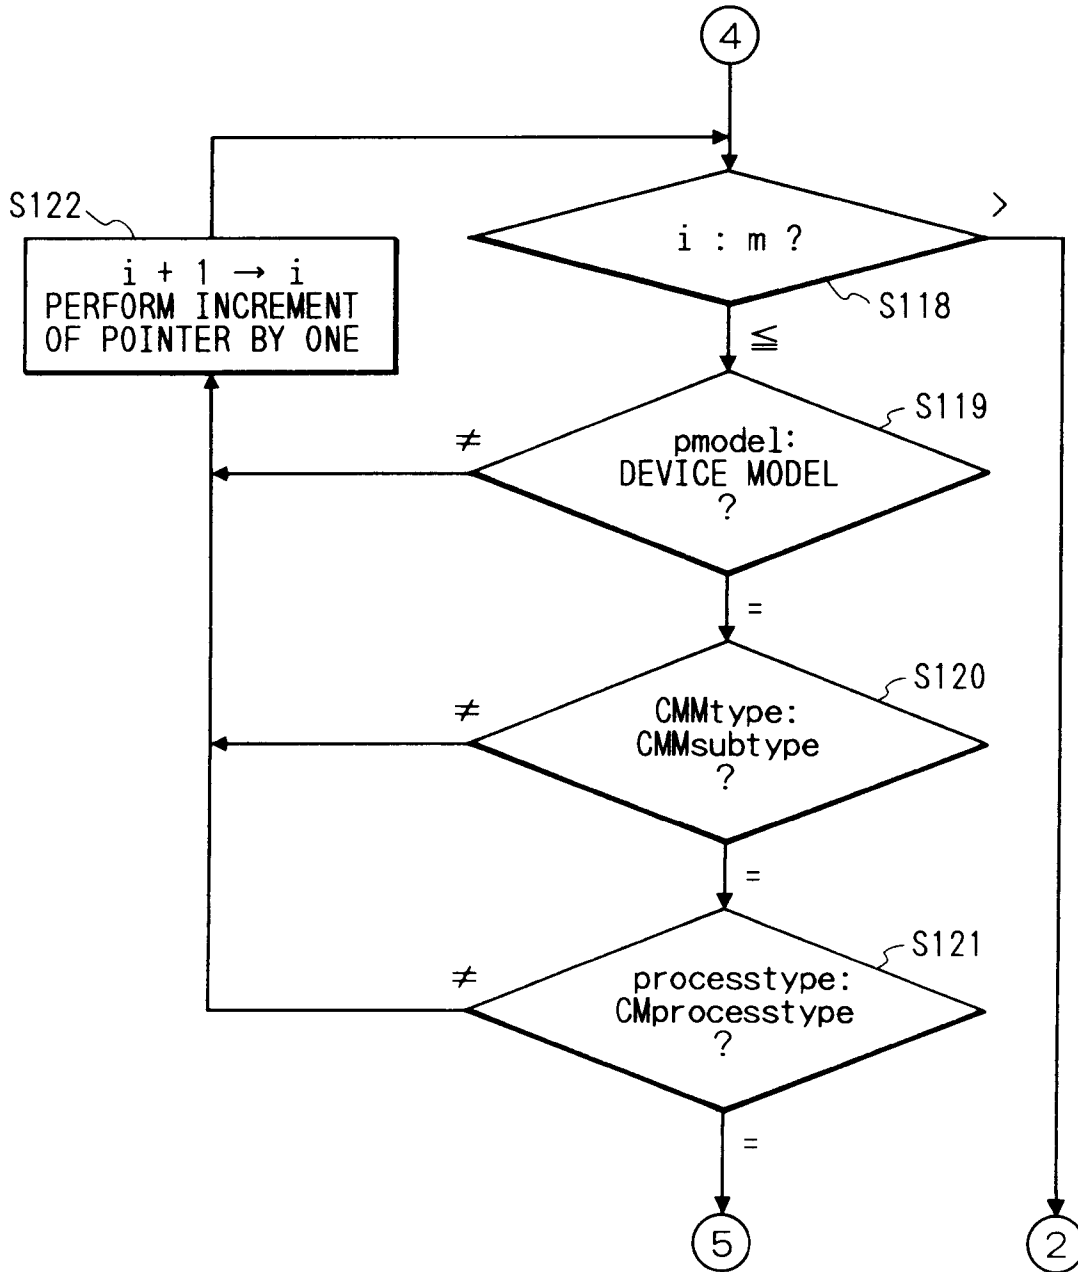 4
S122
i + 1 → i
PERFORM INCREMENT
OF POINTER BY ONE
i : m ?
>
S118
≦
S119
≠
pmodel:
DEVICE MODEL
?
=
S120
≠
CMMtype:
CMMsubtype
?
=
S121
≠
processtype:
CMprocesstype
?
=
5
2